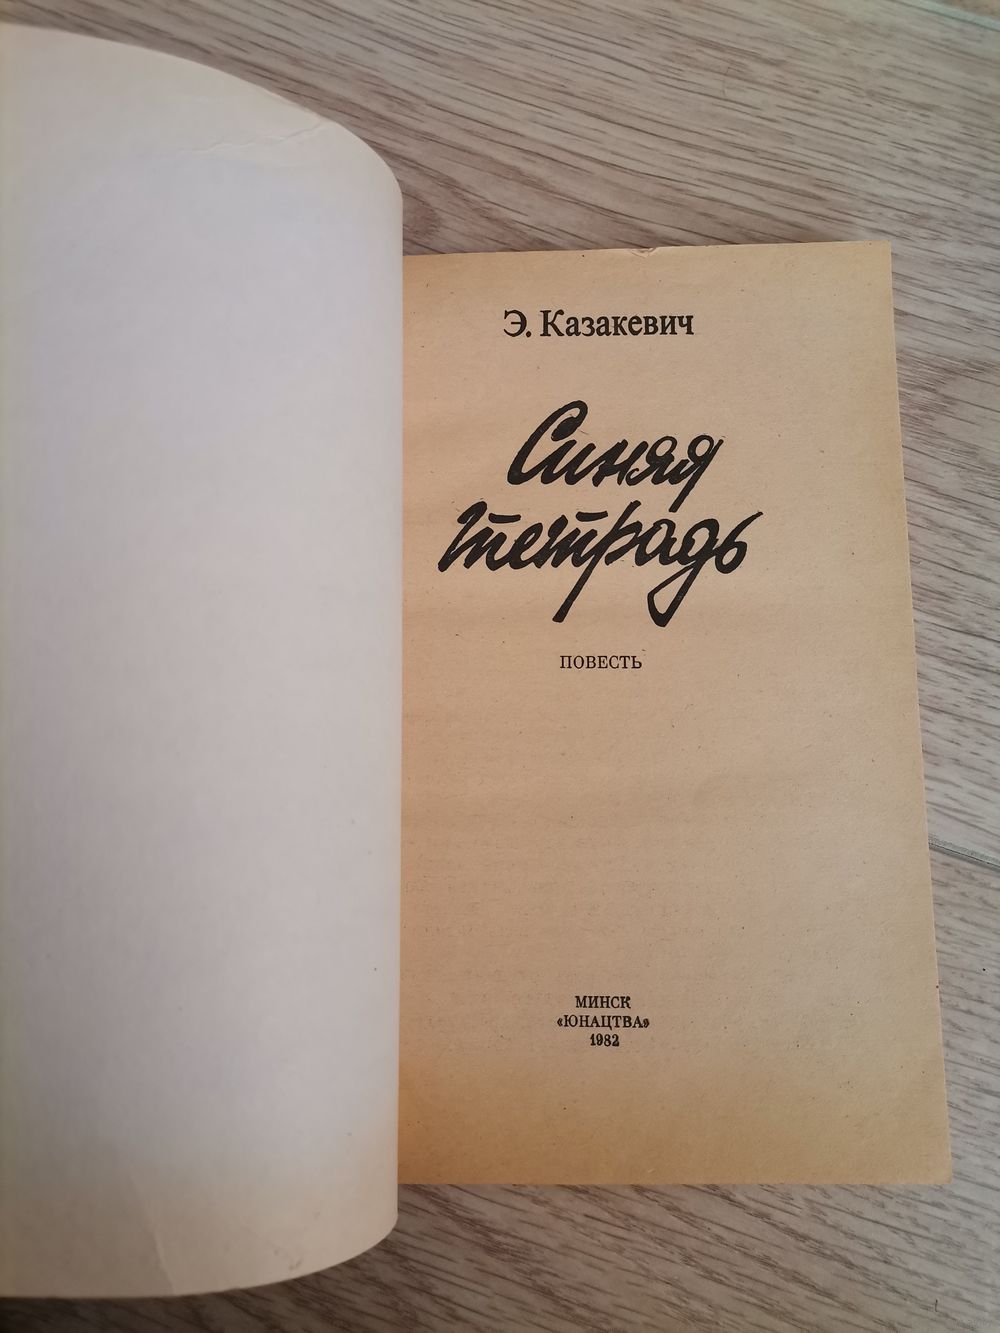 Э. Казакевич
Синяя
тетрадь
ПОВЕСТЬ
МИНСК
«ЮНАЦТВА»
1982